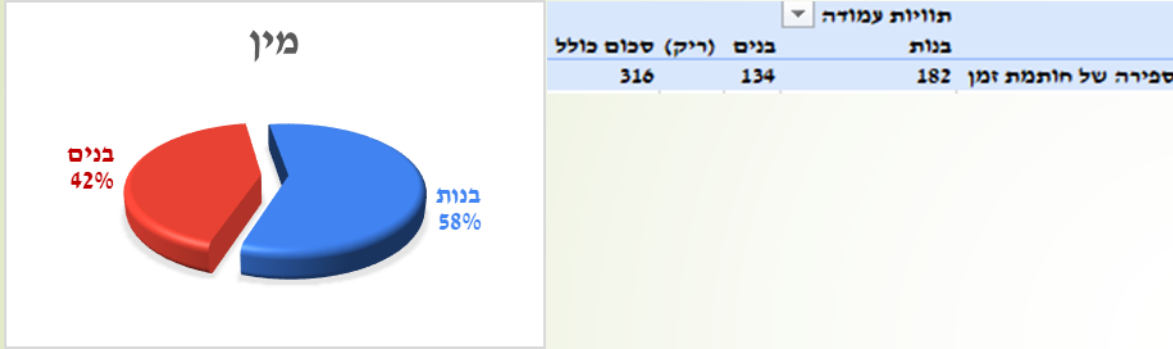 מין
בנים
42%
בנות
58%
תוויות עמודה
בנות בנים (ריק) סכום כולל
ספירה של חותמת זמן 182 134 316